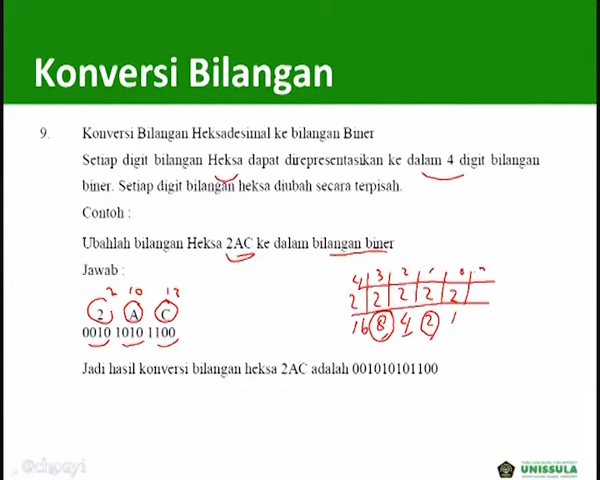 Konversi Bilangan
9. Konversi Bilangan Heksadesimal ke bilangan Biner
Setiap digit bilangan Heksa dapat direpresentasikan ke dalam 4 digit bilangan
biner. Setiap digit bilangan heksa diubah secara terpisah.
Contoh :
Ubahlah bilangan Heksa 2AC ke dalam bilangan biner
Jawab :
2 10 12
2 A C
0010 1010 1100
4 3 2 1 0
2 2 2 2 2
16 8 4 2 1
Jadi hasil konversi bilangan heksa 2AC adalah 001010101100
@choqyi
UNISSULA